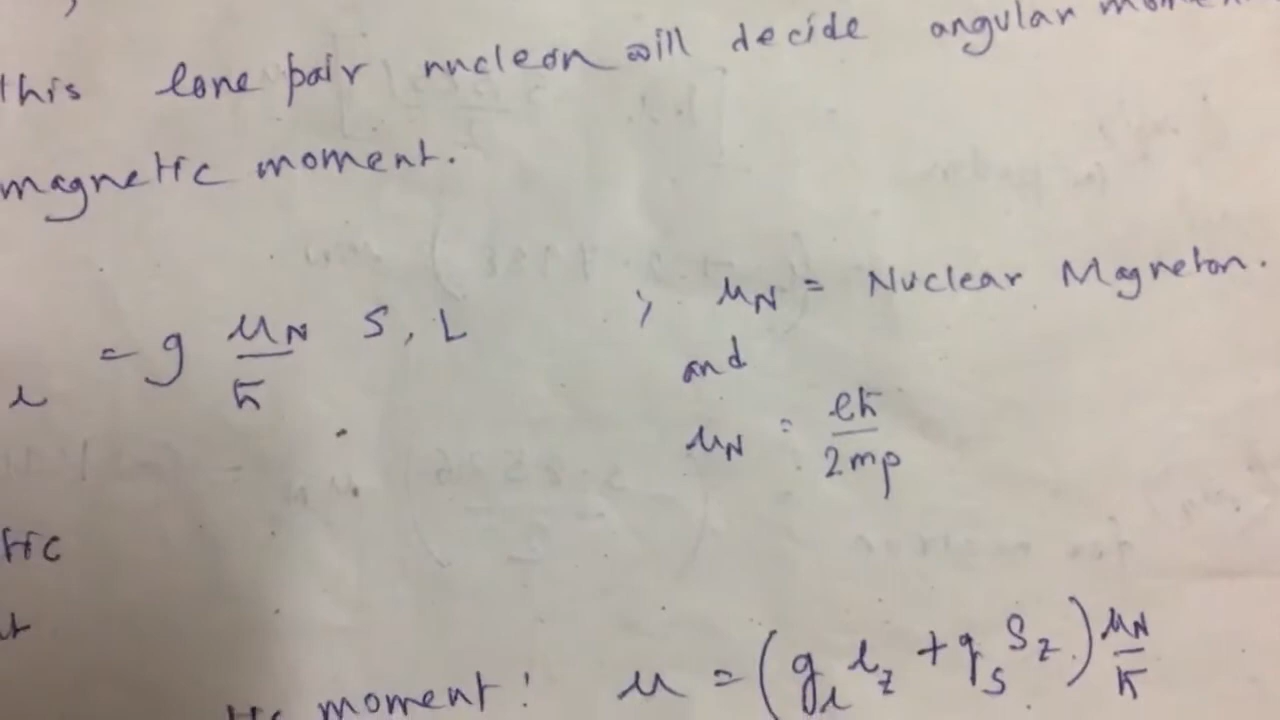 this lone pair nucleon will decide angular
magnetic moment.
= g μN/ħ S, L ; μN = Nuclear Magneton.
and
μN = eħ/2mp
tic
moment: μ = (gl lz + gs Sz) μN/ħ